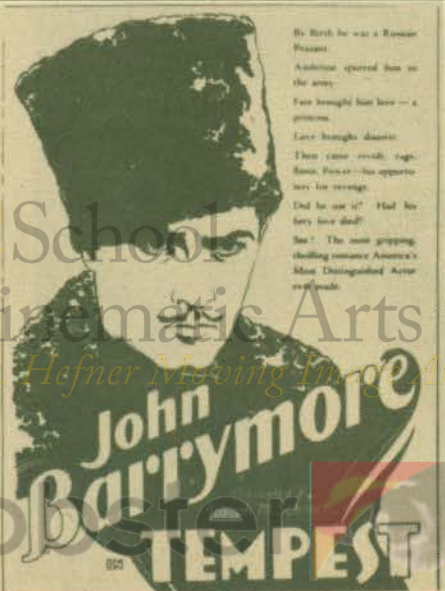 By Birth he was a Russian
Peasant.
Ambition spurred him to
the army.
Fate brought him love — a
princess.
Love brought disaster.
Then came revolt, rage,
Power—his opportu-
nity for revenge.
Did he use it? Had his
fiery love died?
See! The most gripping,
thrilling romance America's
Most Distinguished Actor
ever made.
School
inematic Arts
Hefner Moving Image A
John
Barrymore
TEMPEST